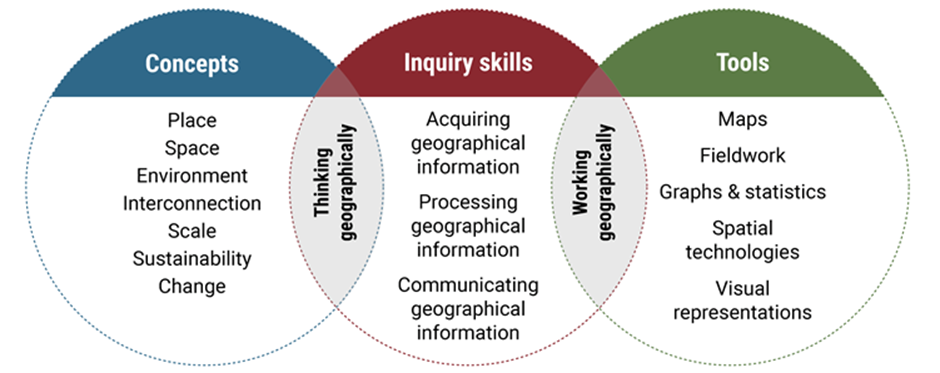 Concepts
Place
Space
Environment
Interconnection
Scale
Sustainability
Change
Thinking
geographically
Inquiry skills
Acquiring
geographical
information
Processing
geographical
information
Communicating
geographical
information
Working
geographically
Tools
Maps
Fieldwork
Graphs & statistics
Spatial
technologies
Visual
representations